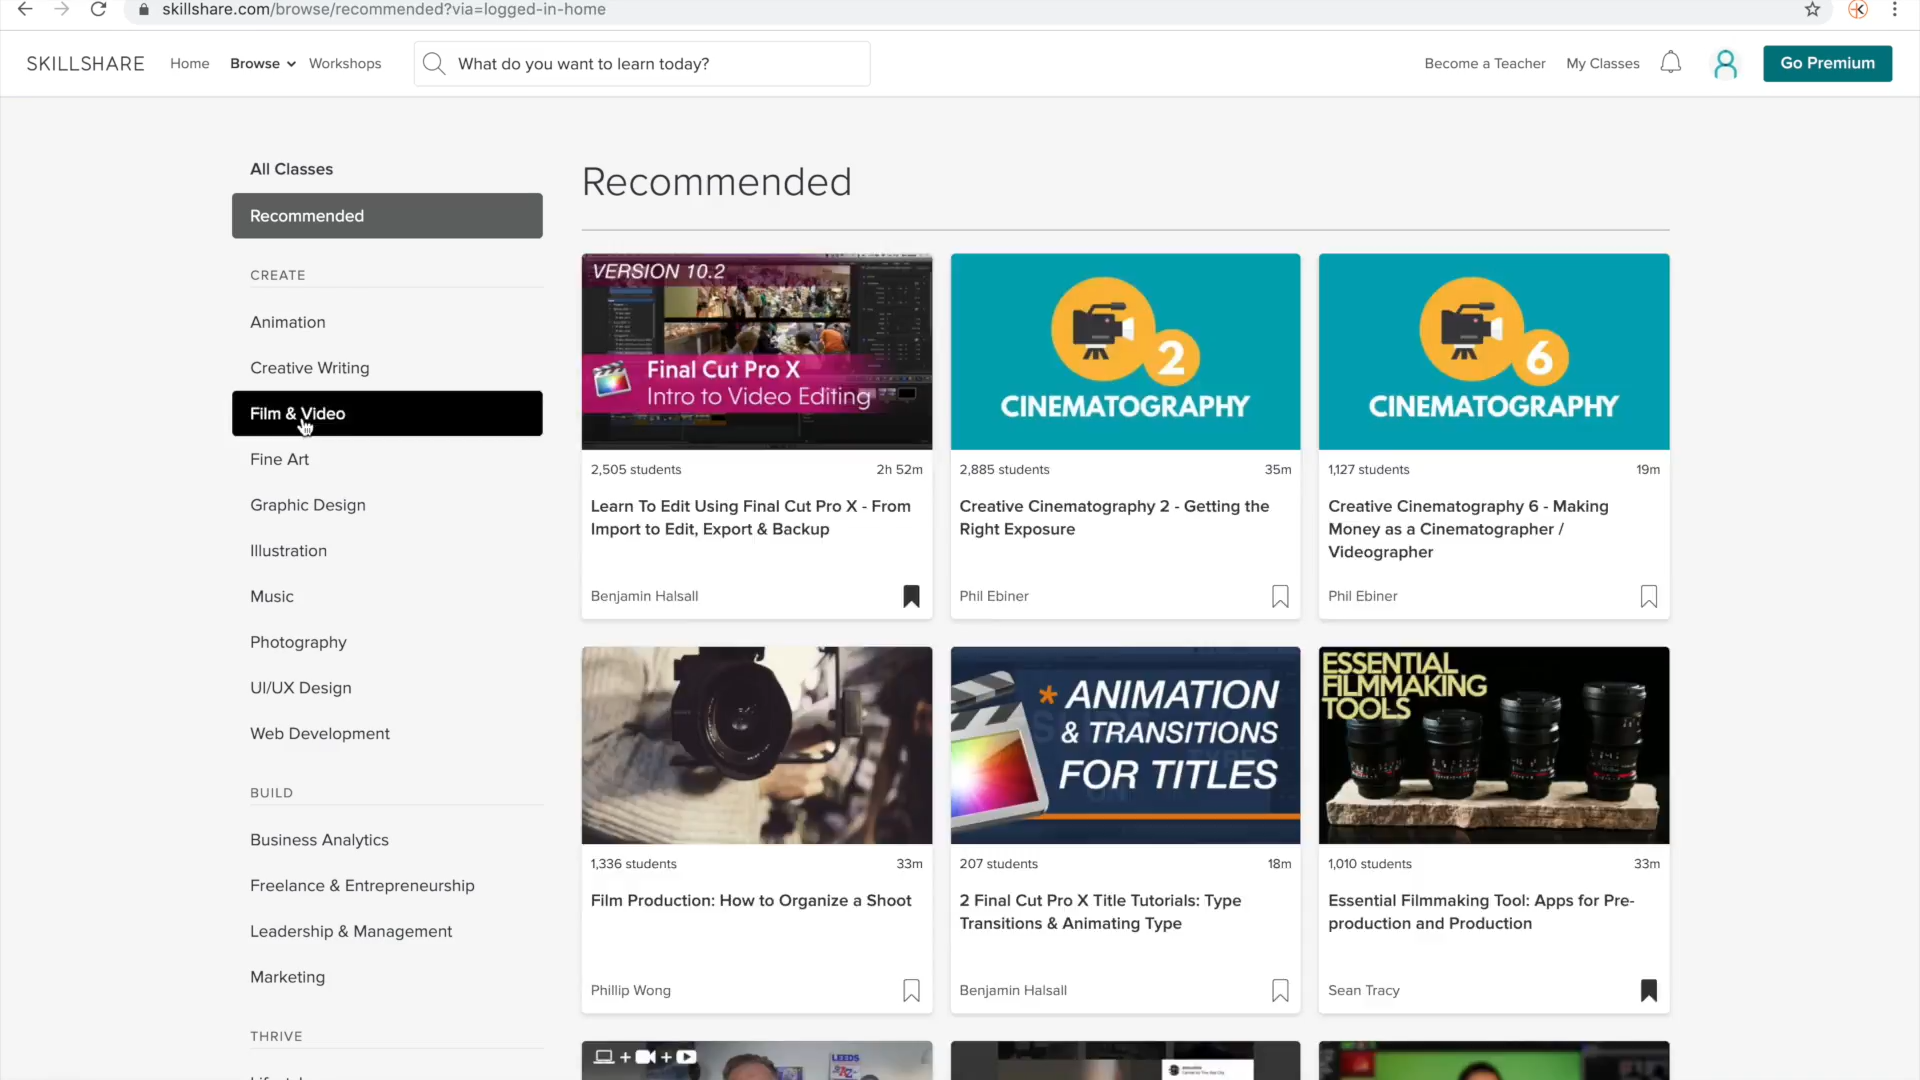 skillshare.com/browse/recommended?via=logged-in-home
SKILLSHARE
Home
Browse
Workshops
What do you want to learn today?
Become a Teacher
My Classes
Go Premium
All Classes
Recommended
CREATE
Animation
Creative Writing
Film & Video
Fine Art
Graphic Design
Illustration
Music
Photography
UI/UX Design
Web Development
BUILD
Business Analytics
Freelance & Entrepreneurship
Leadership & Management
Marketing
THRIVE
Recommended
VERSION 10.2
Final Cut Pro X
Intro to Video Editing
2,505 students
2h 52m
Learn To Edit Using Final Cut Pro X - From
Import to Edit, Export & Backup
Benjamin Halsall
2
CINEMATOGRAPHY
2,885 students
35m
Creative Cinematography 2 - Getting the
Right Exposure
Phil Ebiner
6
CINEMATOGRAPHY
1,127 students
19m
Creative Cinematography 6 - Making
Money as a Cinematographer /
Videographer
Phil Ebiner
1,336 students
33m
Film Production: How to Organize a Shoot
Phillip Wong
* ANIMATION
& TRANSITIONS
FOR TITLES
207 students
18m
2 Final Cut Pro X Title Tutorials: Type
Transitions & Animating Type
Benjamin Halsall
ESSENTIAL
FILMMAKING
TOOLS
1,010 students
33m
Essential Filmmaking Tool: Apps for Pre-
production and Production
Sean Tracy
+ +
LEEDS